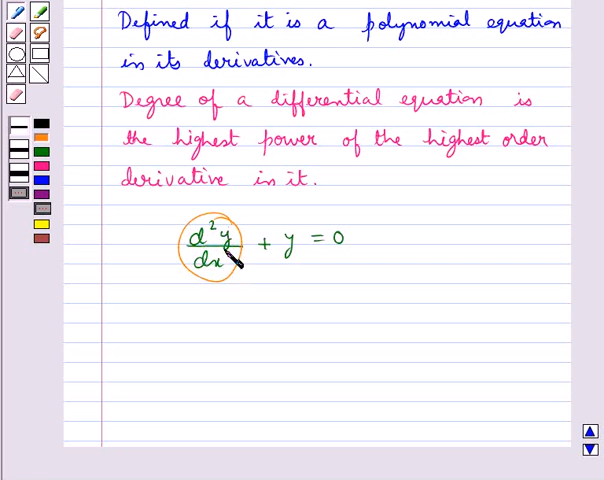 Defined if it is a polynomial equation
in its derivatives.
Degree of a differential equation is
the highest power of the highest order
derivative in it.
d²y/dx + y = 0